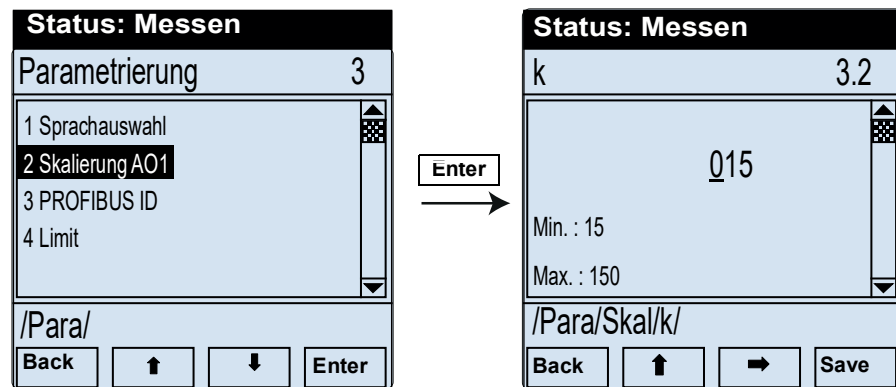 Status: Messen
Parametrierung 3
1 Sprachauswahl
2 Skalierung AO1
3 PROFIBUS ID
4 Limit
/Para/
Back Enter
Enter
Status: Messen
k 3.2
015
Min. : 15
Max. : 150
/Para/Skal/k/
Back Save